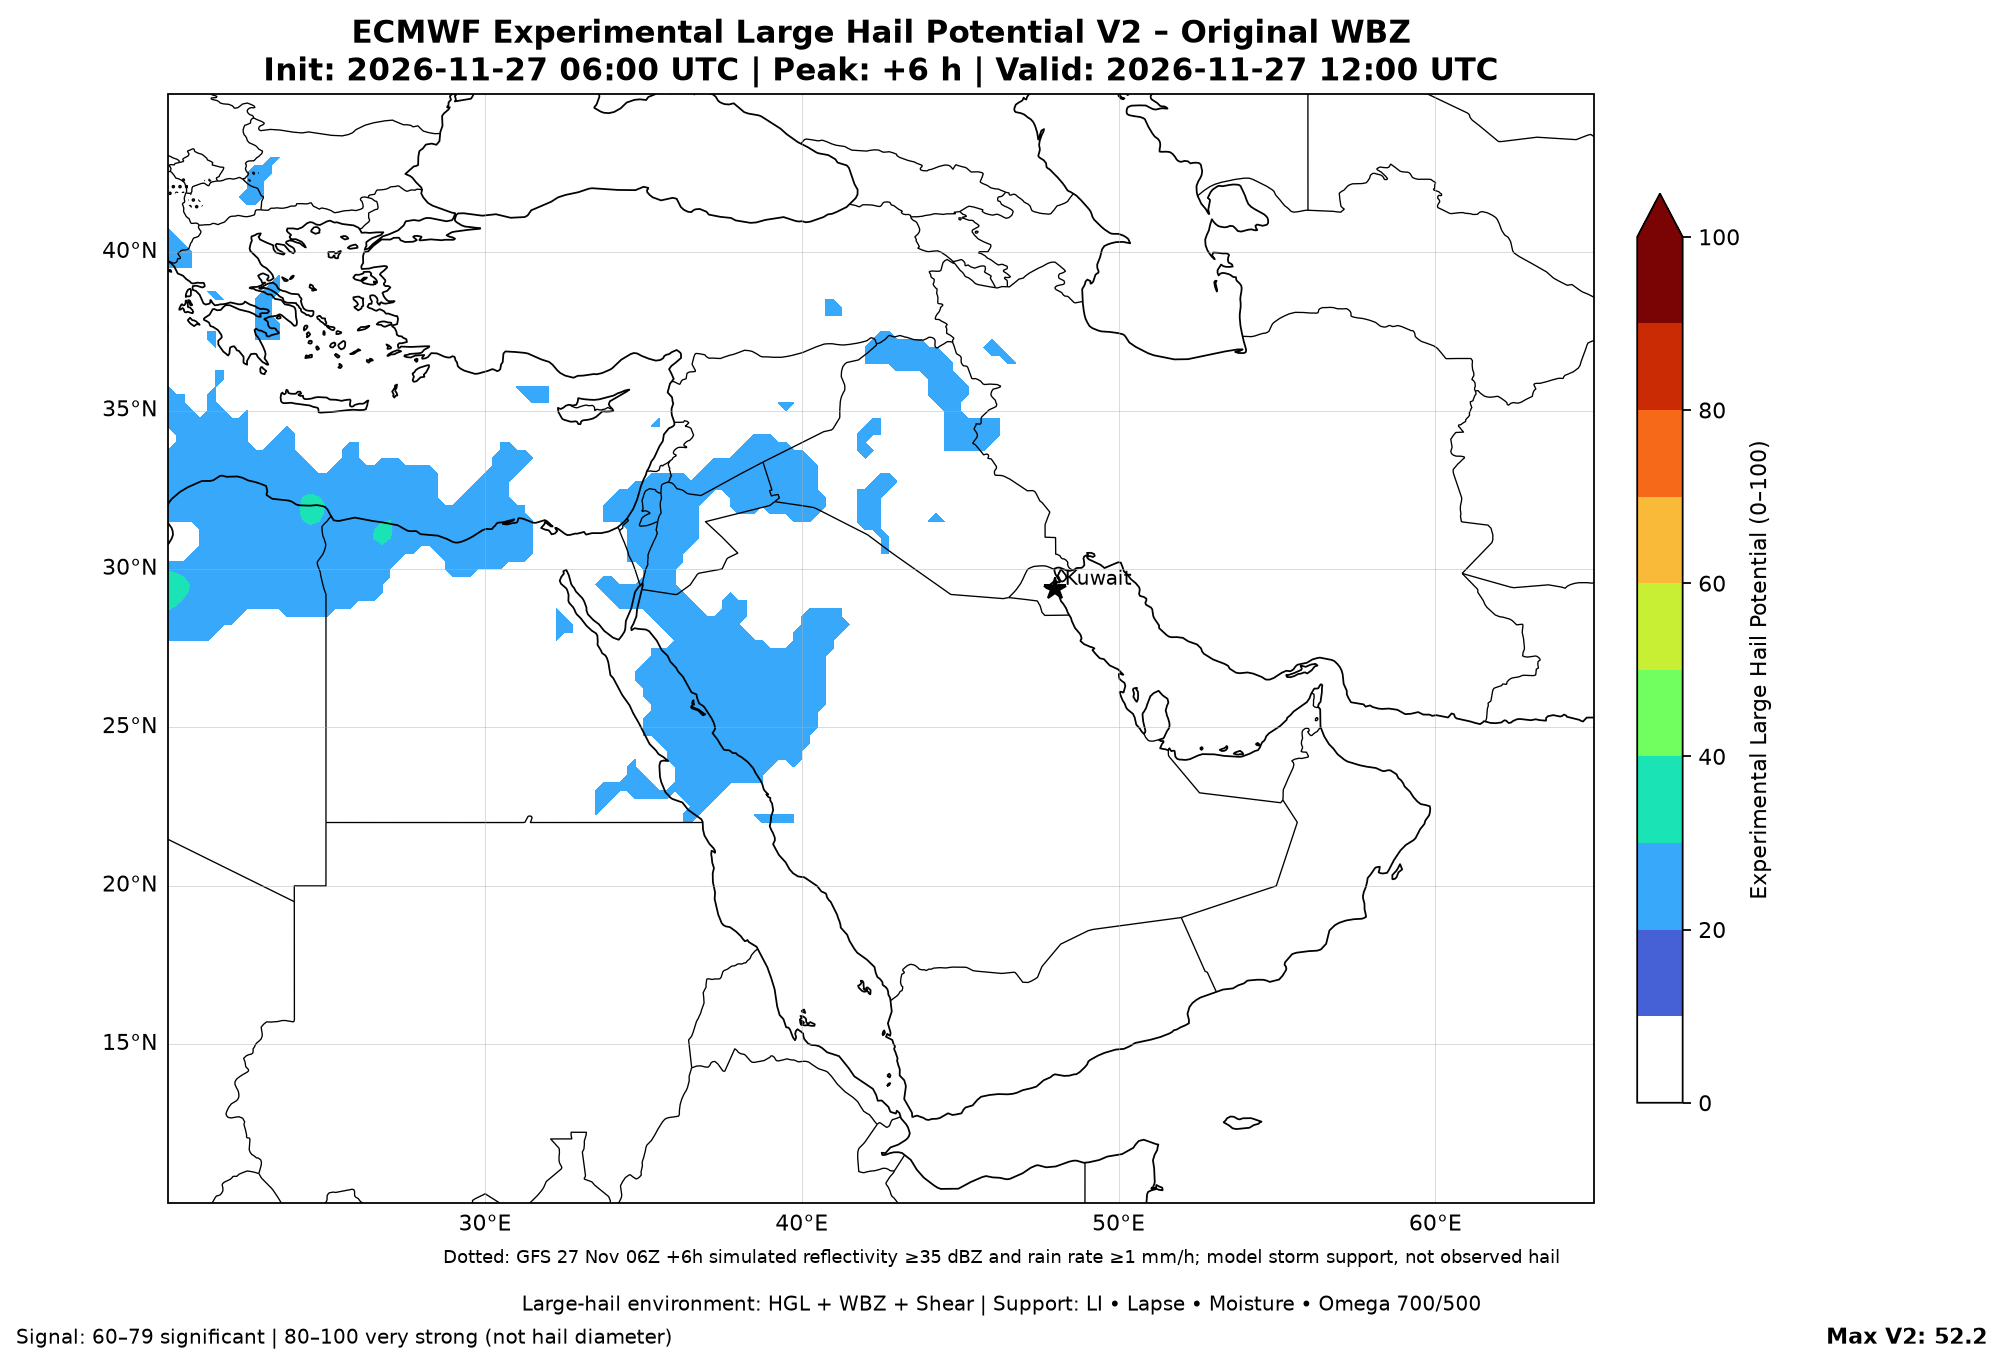 ECMWF Experimental Large Hail Potential V2 – Original WBZ
Init: 2026-11-27 06:00 UTC | Peak: +6 h | Valid: 2026-11-27 12:00 UTC
40°N
35°N
30°N
25°N
20°N
15°N
Kuwait
30°E
40°E
50°E
60°E
100
80
60
40
20
0
Experimental Large Hail Potential (0–100)
Dotted: GFS 27 Nov 06Z +6h simulated reflectivity ≥35 dBZ and rain rate ≥1 mm/h; model storm support, not observed hail
Large-hail environment: HGL + WBZ + Shear | Support: LI • Lapse • Moisture • Omega 700/500
Signal: 60–79 significant | 80–100 very strong (not hail diameter)
Max V2: 52.2